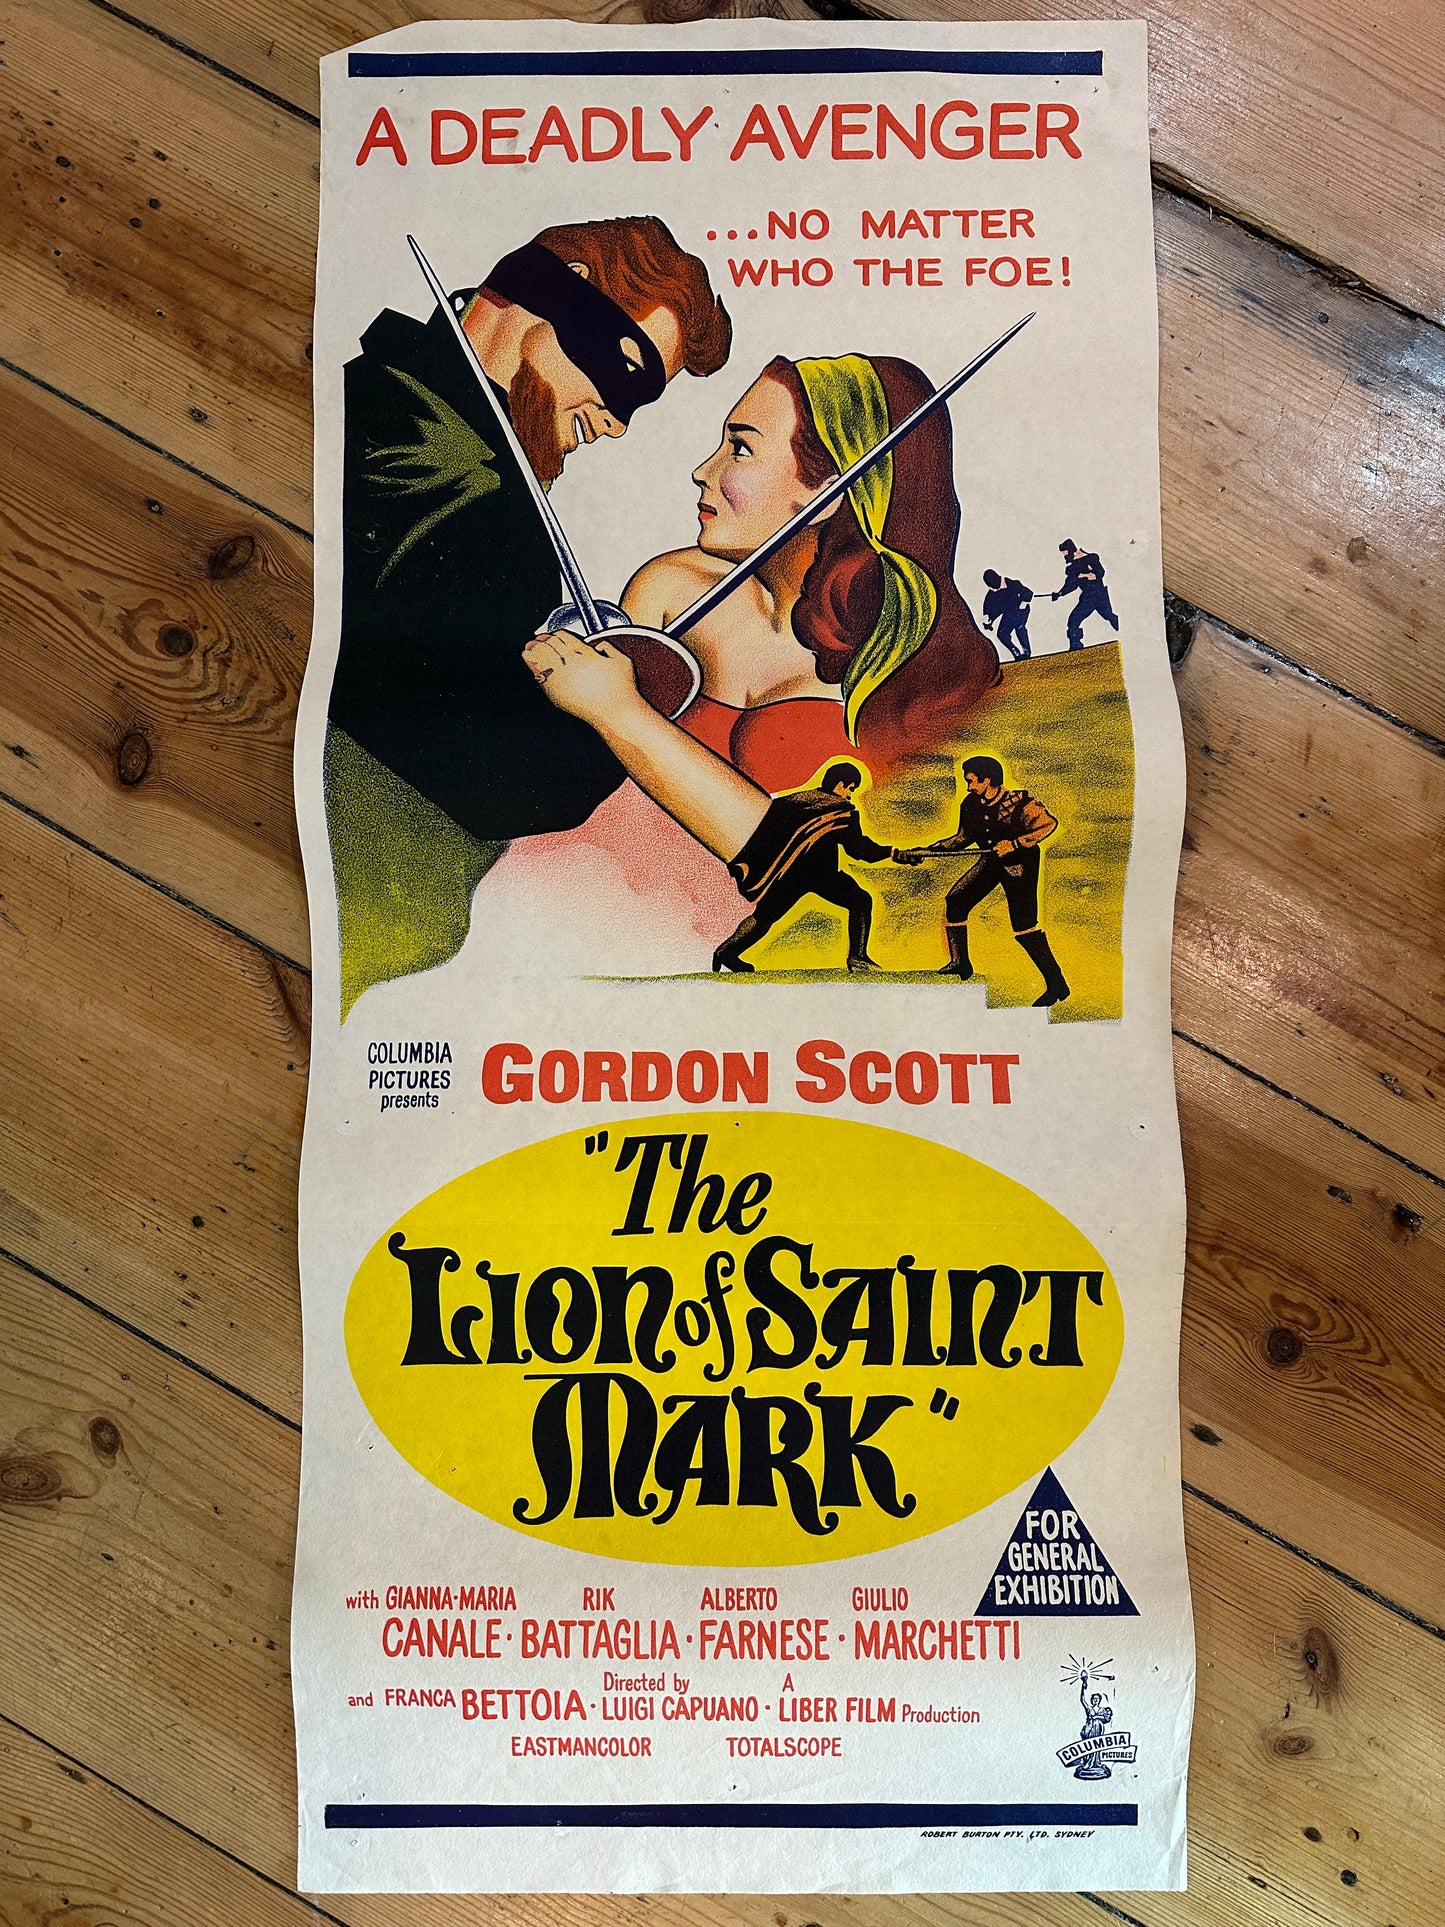 A DEADLY AVENGER
...NO MATTER
WHO THE FOE!
COLUMBIA
PICTURES
presents
GORDON SCOTT
"The
LION of SAINT
MARK"
FOR
GENERAL
EXHIBITION
with GIANNA-MARIA RIK ALBERTO GIULIO
CANALE · BATTAGLIA · FARNESE · MARCHETTI
Directed by A
and FRANCA BETTOIA · LUIGI CAPUANO · LIBER FILM Production
EASTMANCOLOR TOTALSCOPE
COLUMBIA
PICTURES
ROBERT BURTON PTY. LTD. SYDNEY